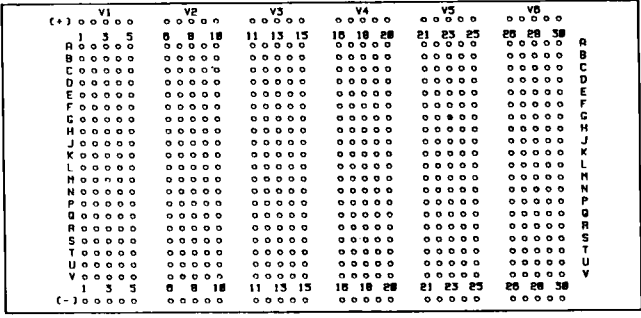 V1 V2 V3 V4 V5 V6
(+)
1 3 5 6 8 10 11 13 15 16 18 20 21 23 25 26 28 30
A A
B B
C C
D D
E E
F F
G G
H H
J J
K K
L L
M M
N N
P P
Q Q
R R
S S
T T
U U
V V
1 3 5 6 8 10 11 13 15 16 18 20 21 23 25 26 28 30
(-)